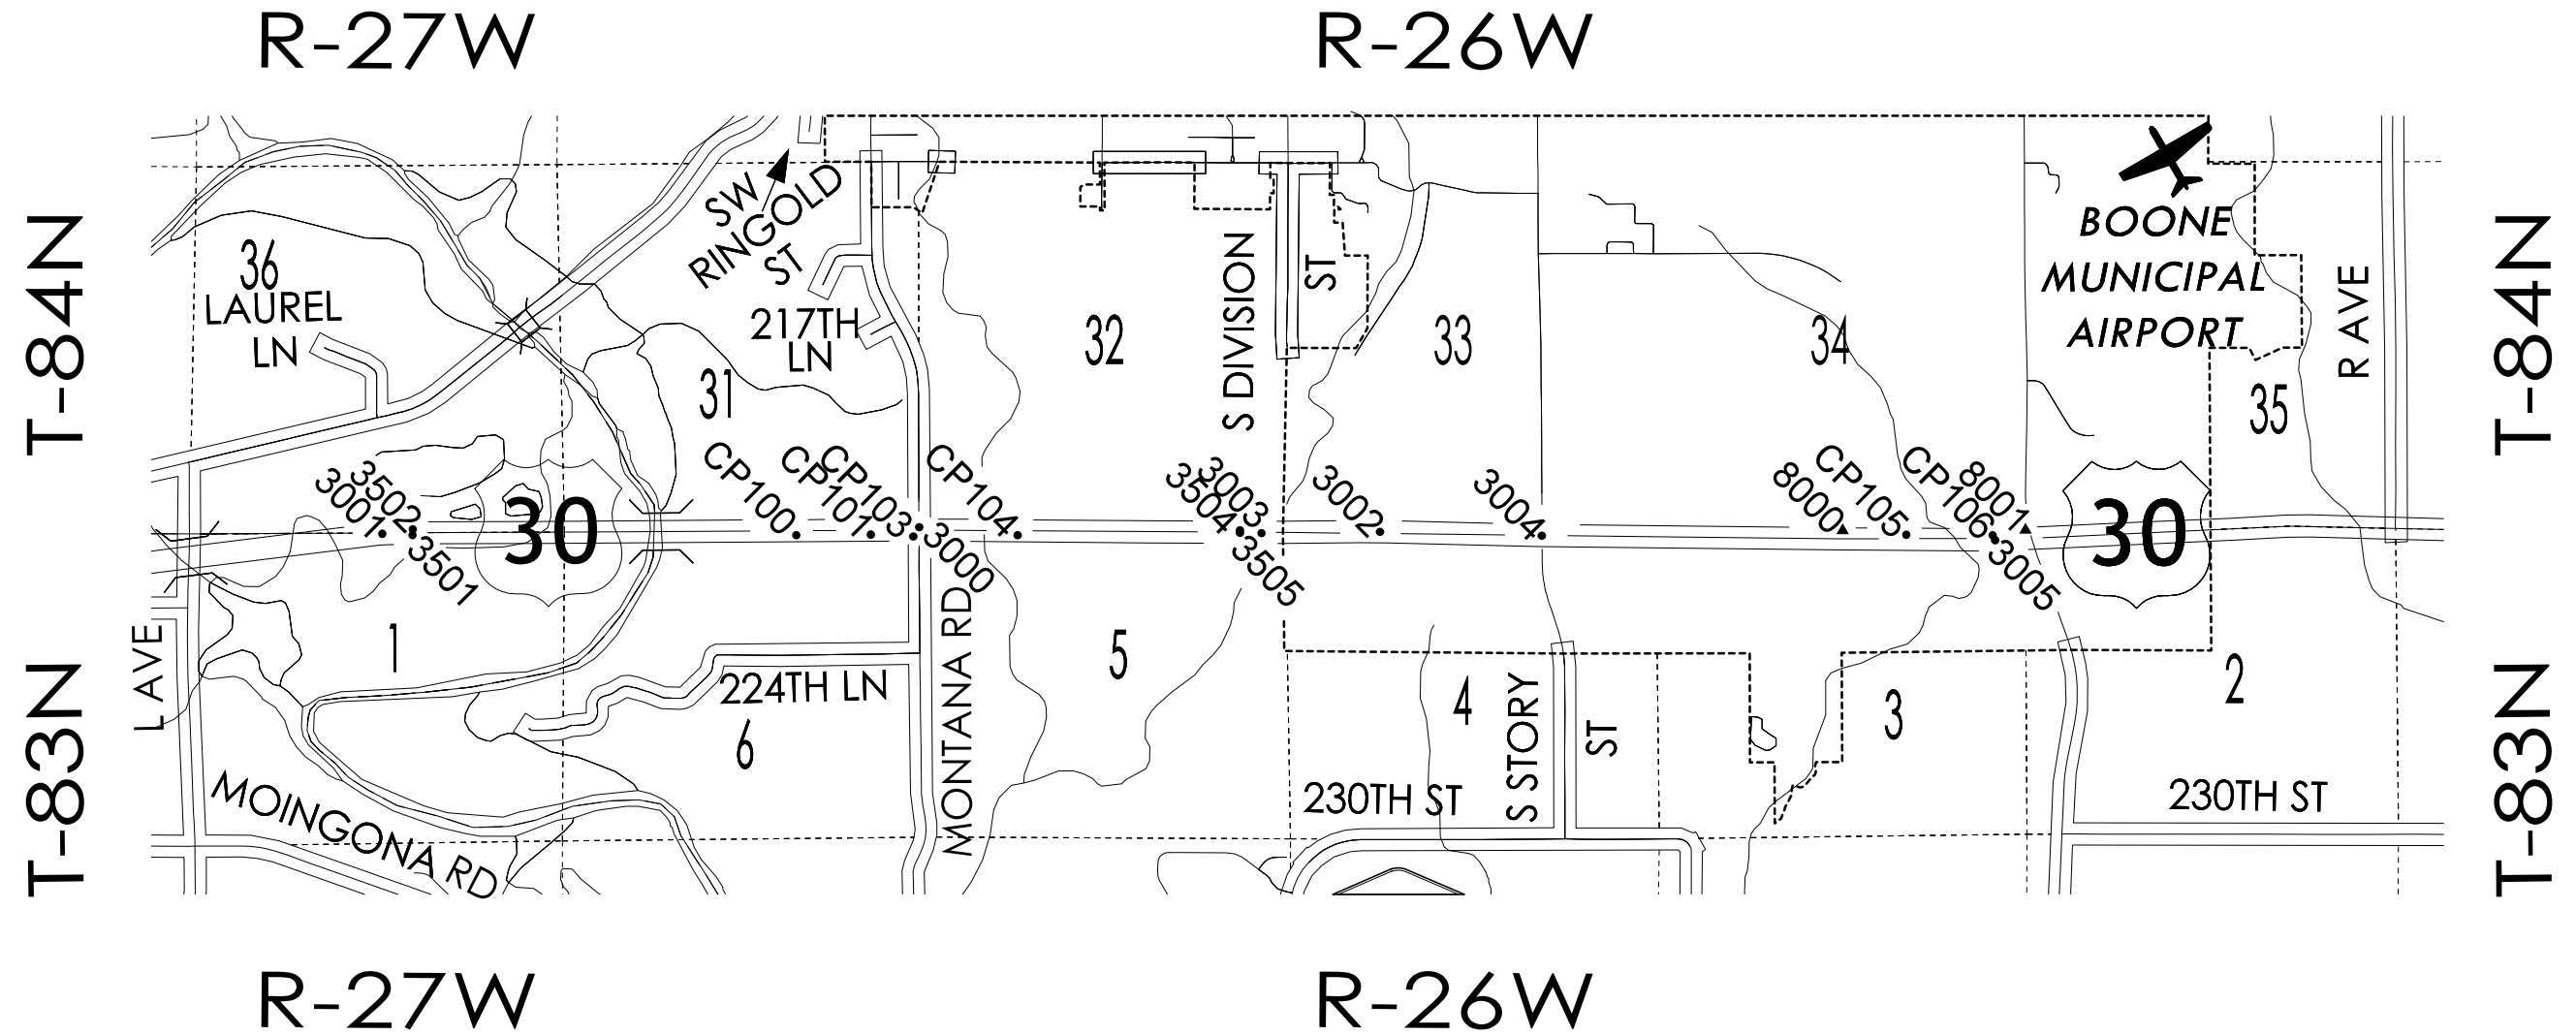 R-27W
R-26W
T-84N
T-84N
36
LAUREL
LN
SW
RINGOLD
ST
217TH
LN
31
32
S DIVISION
ST
33
34
BOONE
MUNICIPAL
AIRPORT
35
R AVE
3001
3502
3501
30
CP100
CP101
CP103
3000
CP104
3504
3003
3505
3002
3004
8000
CP105
CP106
8001
3005
30
L AVE
1
224TH LN
6
MONTANA RD
5
4
S STORY
ST
3
2
230TH ST
230TH ST
MOINGONA RD
T-83N
T-83N
R-27W
R-26W